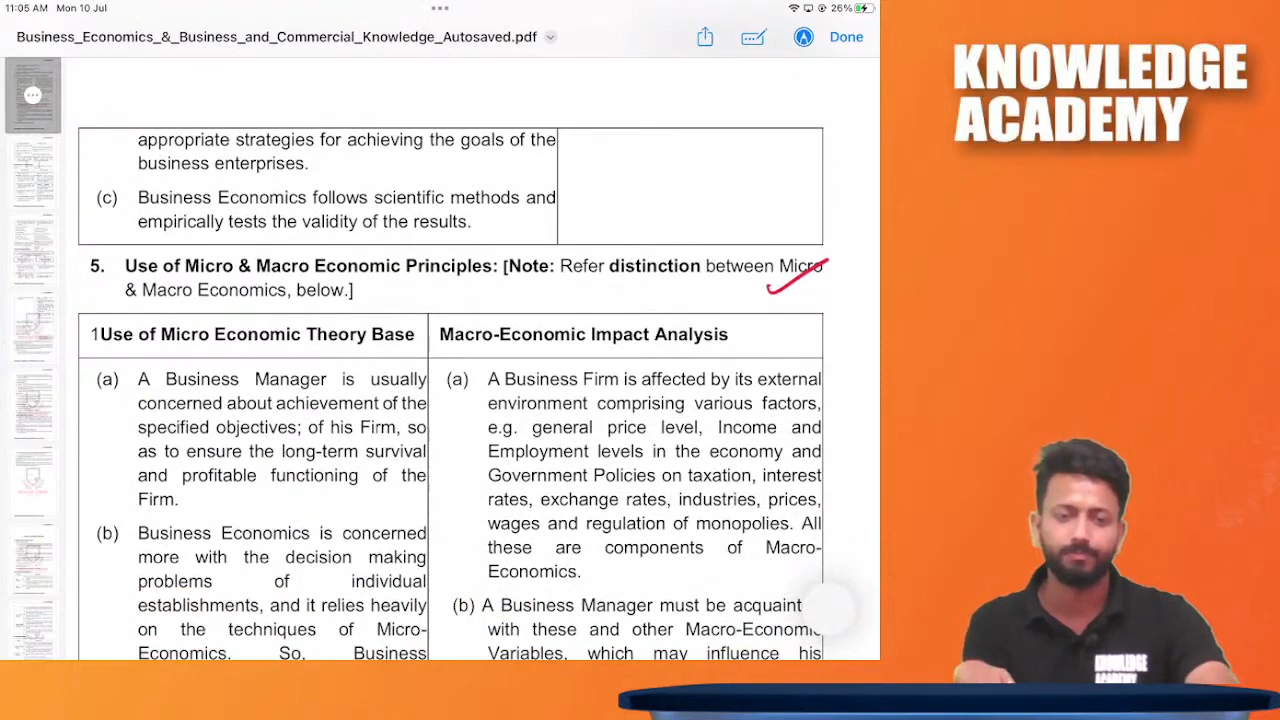 11:05 AM Mon 10 Jul
26%
Business_Economics_&_Business_and_Commercial_Knowledge_Autosaved.pdf
Done
KNOWLEDGE
ACADEMY
appropriate strategies for achieving the goals of the
business enterprise.
(c) Business Economics follows scientific methods and
empirically tests the validity of the results.
5. Use of Micro & Macro Economic Principles: [Note: Refer distinction between Micro
& Macro Economics, below.]
1Useof Micro-Economic Theory Base
Macro-Economic Impact Analysis
(a) A Business Manager is usually
concerned about achievement of the
specified objectives of his Firm, so
as to ensure the long-term survival
and profitable functioning of the
Firm.
(b) Business Economics is concerned
more with the decision making
problems of individual
establishments, and relies heavily
on the techniques of Micro-
Economics. Business
A Business Firm is affected by its external
environment comprising various factors,
e.g. General price level, Income and
Employment levels in the economy and
Government Policies on taxation, interest
rates, exchange rates, industries, prices,
wages and regulation of monopolies. All
these are components of Macro
Economics.
Business Manager must be acquainted
with these and other Macro Economic
Variables, which may influence his
KNOWLEDGE
ACADEMY